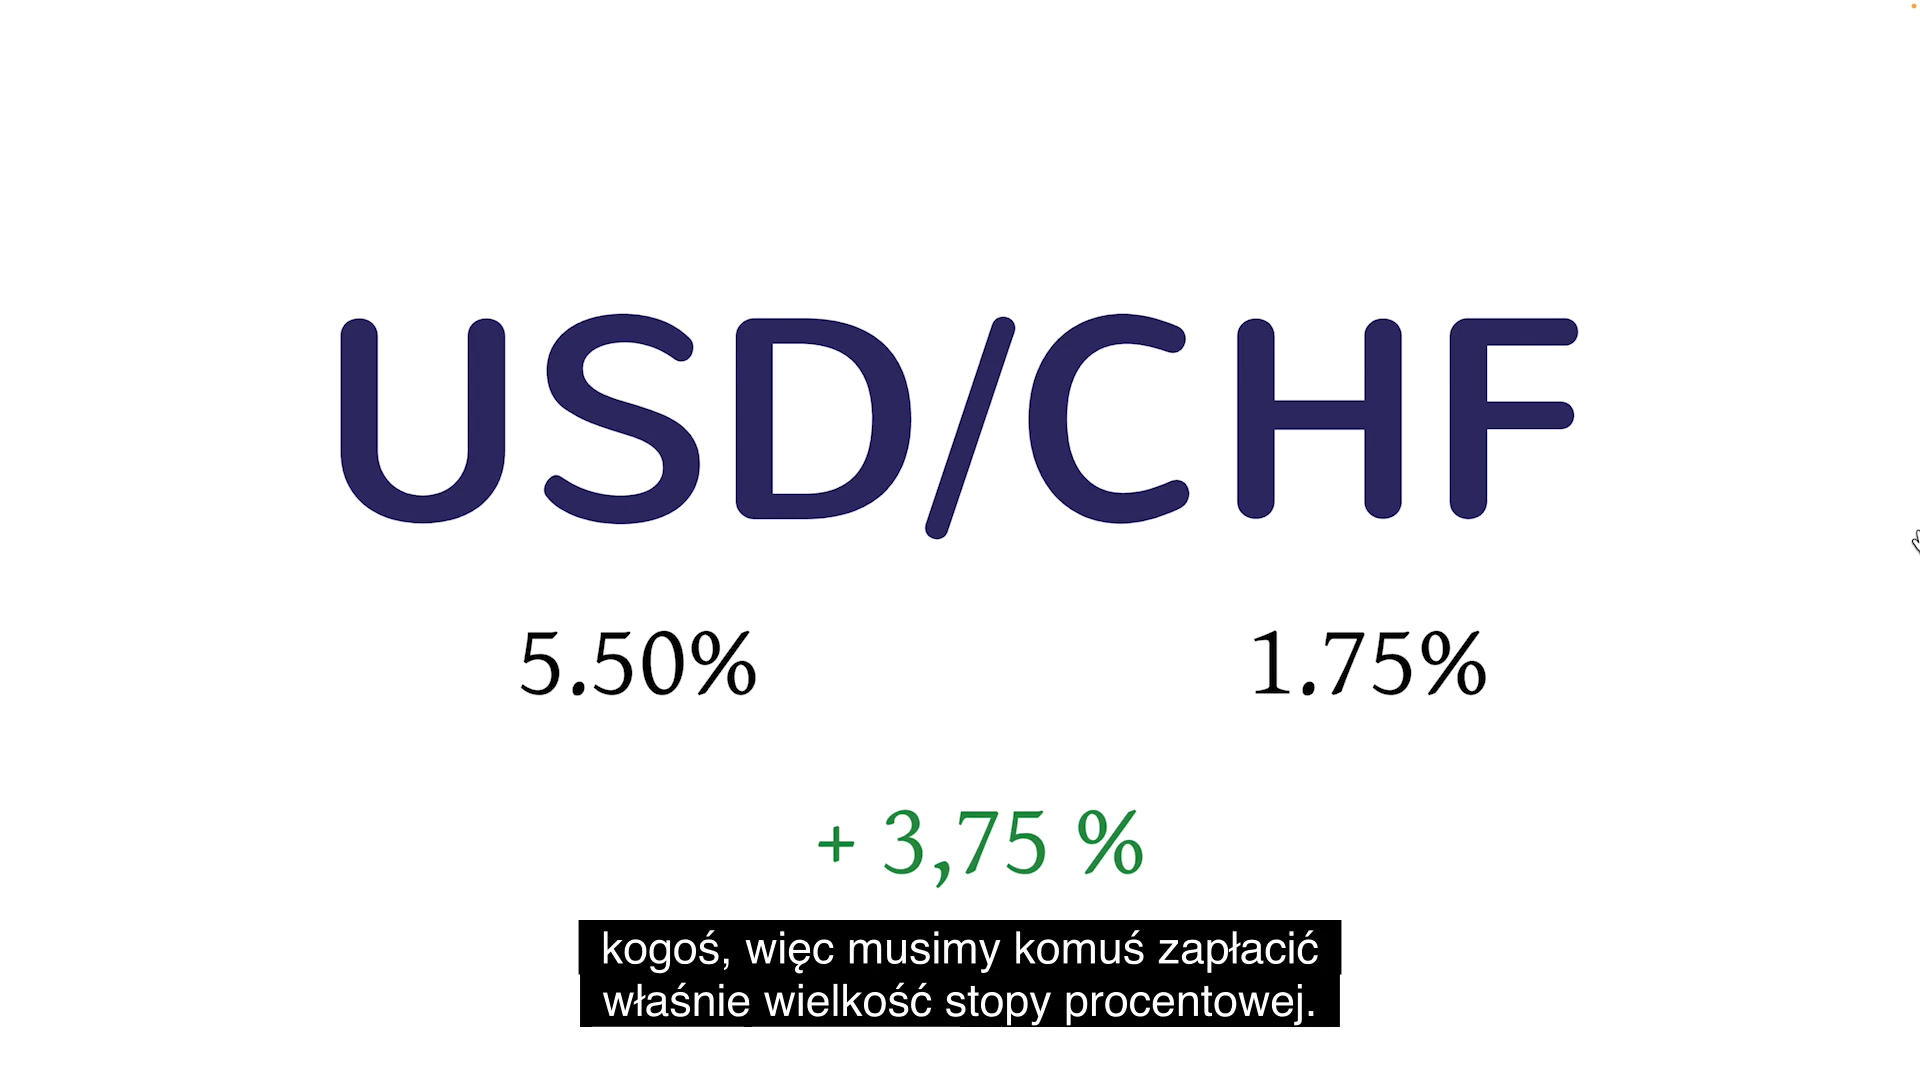 USD/CHF
5.50% 1.75%
+ 3,75 %
kogoś, więc musimy komuś zapłacić
właśnie wielkość stopy procentowej.